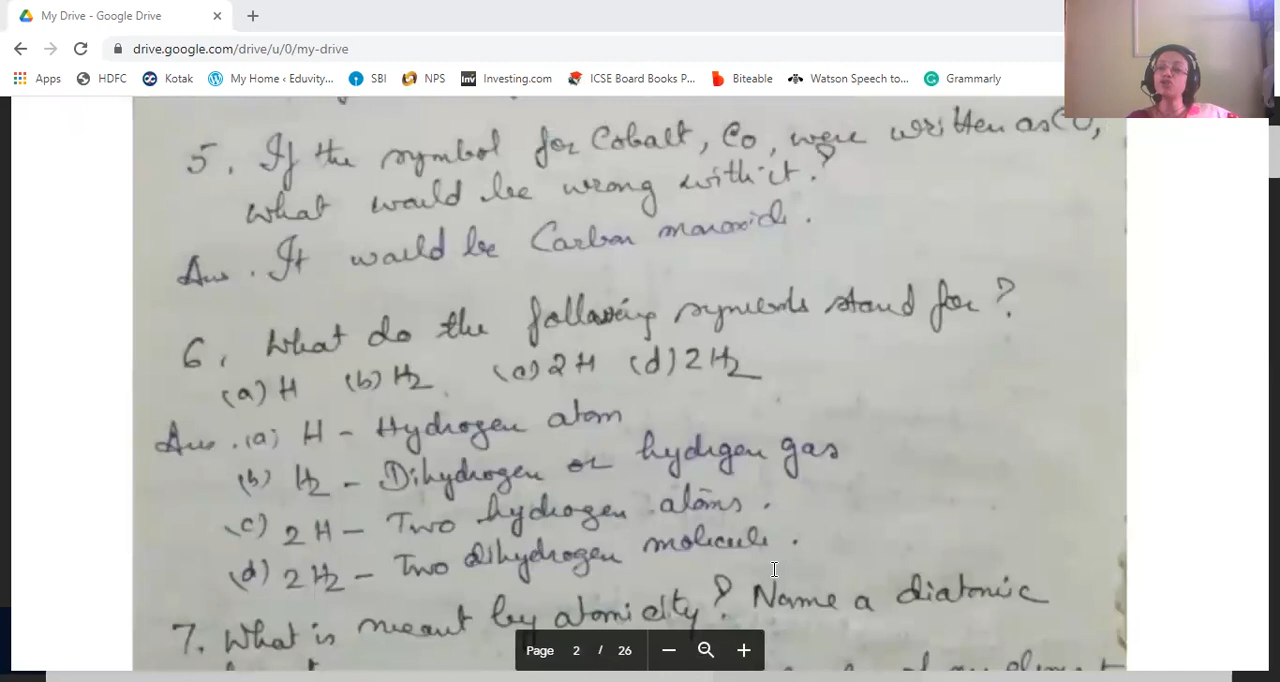 My Drive - Google Drive
drive.google.com/drive/u/0/my-drive
Apps HDFC Kotak My Home ‹ Eduvity... SBI NPS Inv Investing.com ICSE Board Books P... Biteable Watson Speech to... Grammarly
5. If the symbol for Cobalt, Co, were written as CO,
what would be wrong with it?
Ans. It would be Carbon monoxide.
6. What do the following symbols stand for?
(a) H (b) H₂ (c) 2H (d) 2H₂
Ans. (a) H - Hydrogen atom
(b) H₂ - Dihydrogen or hydrgen gas
(c) 2H - Two hydrogen atoms.
(d) 2H₂ - Two dihydrogen molecule.
7. What is meant by atomicity? Name a diatomic
Page 2 / 26